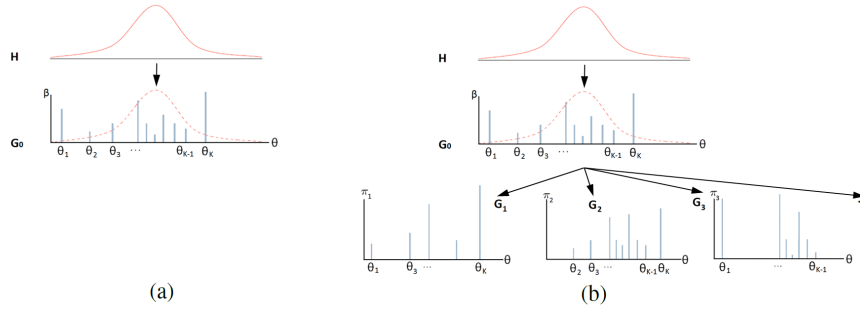 H
β
G₀
θ₁ θ₂ θ₃ ... θK-1 θK θ
(a)
H
β
G₀
θ₁ θ₂ θ₃ ... θK-1 θK θ
π₁ G₁ π₂ G₂ G₃ π₃
θ₁ θ₃ ... θK θ
θ₂ θ₃ ... θK-1 θK θ
θ₁ ... θK-1 θ
(b)